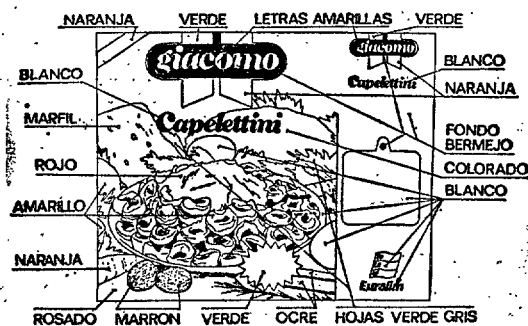 NARANJA VERDE LETRAS AMARILLAS VERDE
giacomo giacomo
BLANCO
Capelettini
NARANJA
BLANCO
MARFIL
Capelettini
FONDO
BERMEJO
ROJO
COLORADO
BLANCO
AMARILLO
NARANJA
Euralim
ROSADO MARRON VERDE OCRE HOJAS VERDE GRIS